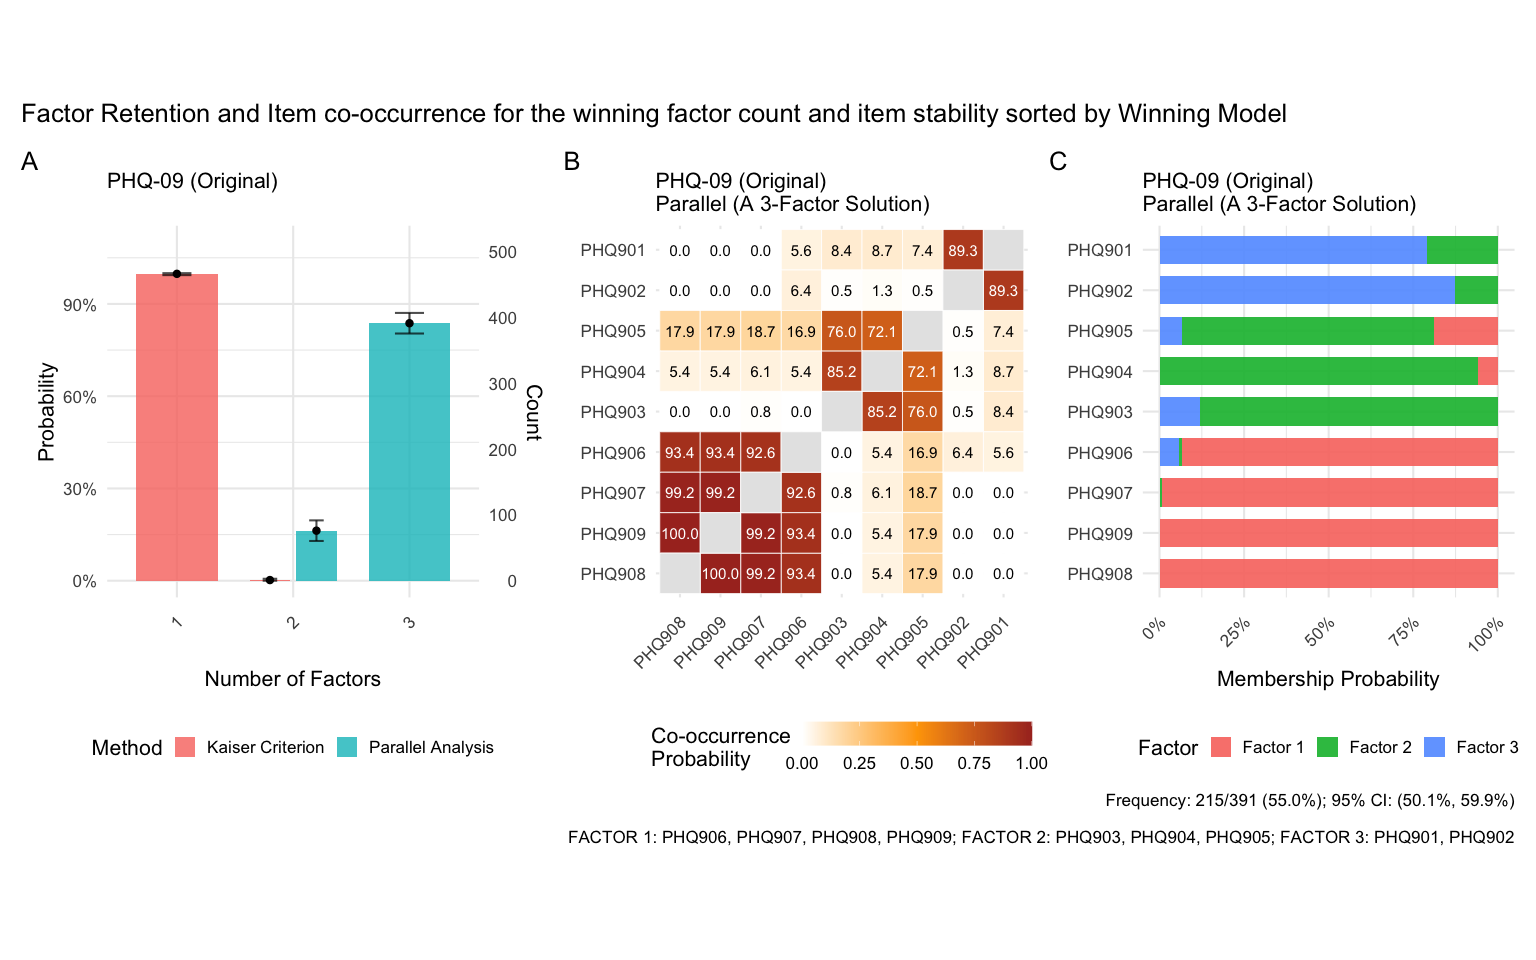 Factor Retention and Item co-occurrence for the winning factor count and item stability sorted by Winning Model
A
PHQ-09 (Original)
Probability
90%
60%
30%
0%
500
400
300
200
100
0
Count
1
2
3
Number of Factors
Method
Kaiser Criterion
Parallel Analysis
B
PHQ-09 (Original)
Parallel (A 3-Factor Solution)
PHQ901 0.0 0.0 0.0 5.6 8.4 8.7 7.4 89.3
PHQ902 0.0 0.0 0.0 6.4 0.5 1.3 0.5 89.3
PHQ905 17.9 17.9 18.7 16.9 76.0 72.1 0.5 7.4
PHQ904 5.4 5.4 6.1 5.4 85.2 72.1 1.3 8.7
PHQ903 0.0 0.0 0.8 0.0 85.2 76.0 0.5 8.4
PHQ906 93.4 93.4 92.6 0.0 5.4 16.9 6.4 5.6
PHQ907 99.2 99.2 92.6 0.8 6.1 18.7 0.0 0.0
PHQ909 100.0 99.2 93.4 0.0 5.4 17.9 0.0 0.0
PHQ908 100.0 99.2 93.4 0.0 5.4 17.9 0.0 0.0
PHQ908 PHQ909 PHQ907 PHQ906 PHQ903 PHQ904 PHQ905 PHQ902 PHQ901
Co-occurrence
Probability
0.00 0.25 0.50 0.75 1.00
C
PHQ-09 (Original)
Parallel (A 3-Factor Solution)
PHQ901
PHQ902
PHQ905
PHQ904
PHQ903
PHQ906
PHQ907
PHQ909
PHQ908
0% 25% 50% 75% 100%
Membership Probability
Factor
Factor 1
Factor 2
Factor 3
Frequency: 215/391 (55.0%); 95% CI: (50.1%, 59.9%)
FACTOR 1: PHQ906, PHQ907, PHQ908, PHQ909; FACTOR 2: PHQ903, PHQ904, PHQ905; FACTOR 3: PHQ901, PHQ902